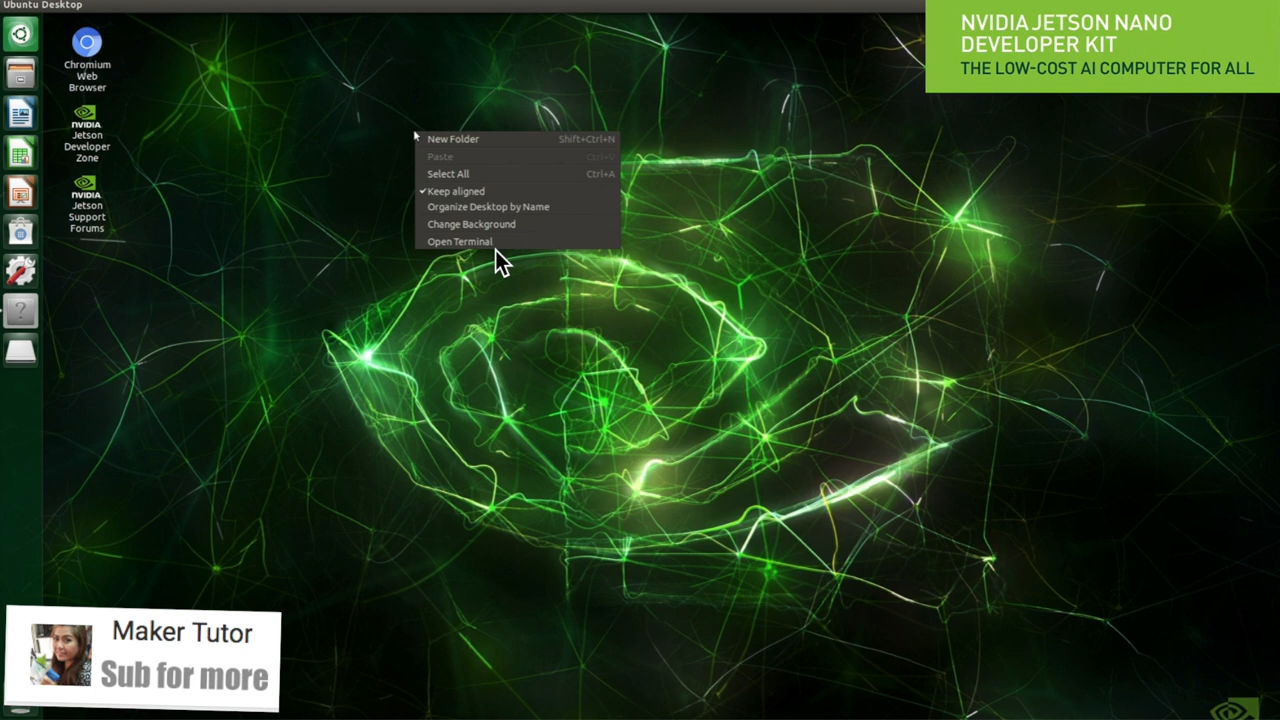 Ubuntu Desktop
NVIDIA JETSON NANO
DEVELOPER KIT
THE LOW-COST AI COMPUTER FOR ALL
Chromium
Web
Browser
NVIDIA
Jetson
Developer
Zone
NVIDIA
Jetson
Support
Forums
New Folder Shift+Ctrl+N
Paste Ctrl+V
Select All Ctrl+A
Keep aligned
Organize Desktop by Name
Change Background
Open Terminal
Maker Tutor
Sub for more